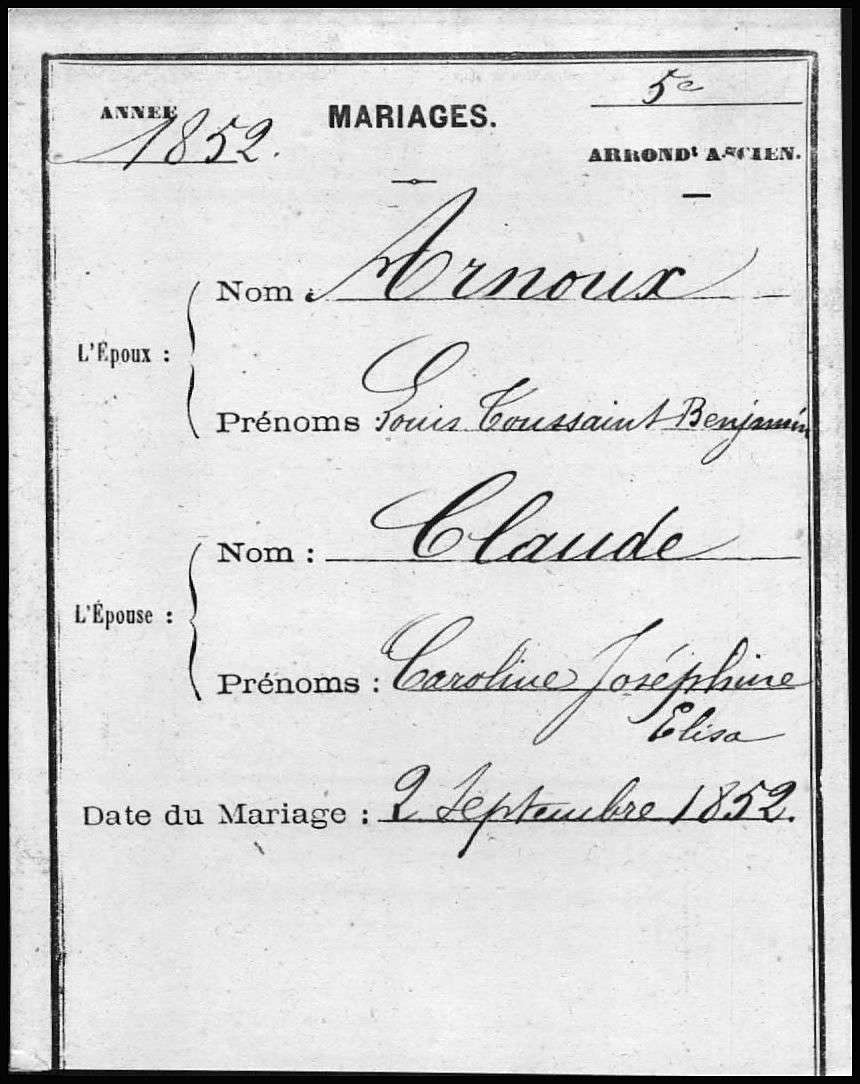 ANNÉE
1852.
MARIAGES.
5e
ARRONDt ANCIEN.
L'Époux :
Nom : Arnoux
Prénoms : Louis Toussaint Benjamin
L'Épouse :
Nom : Claude
Prénoms : Caroline Joséphine
Elisa
Date du Mariage : 2 Septembre 1852.